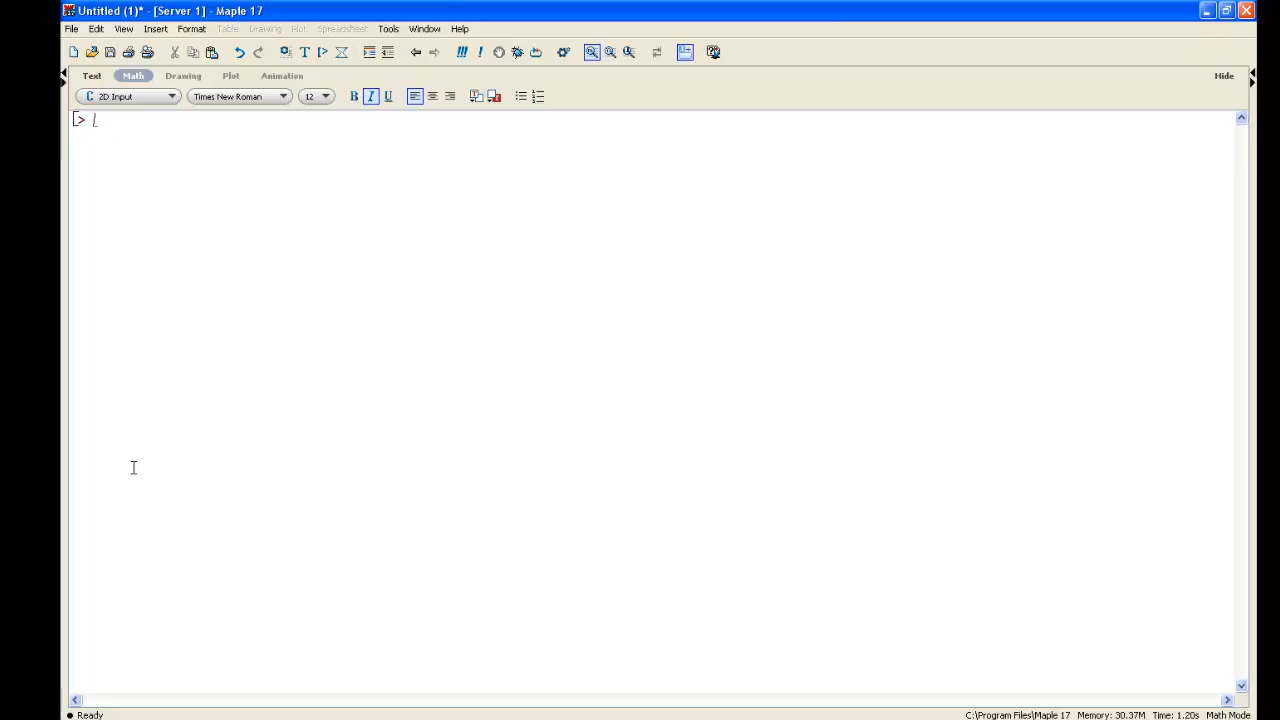 Untitled (1)* - [Server 1] - Maple 17
File Edit View Insert Format Table Drawing Plot Spreadsheet Tools Window Help
Text Math Drawing Plot Animation Hide
C 2D Input Times New Roman 12 B I U
[>
Ready C:\Program Files\Maple 17 Memory: 30.37M Time: 1.20s Math Mode